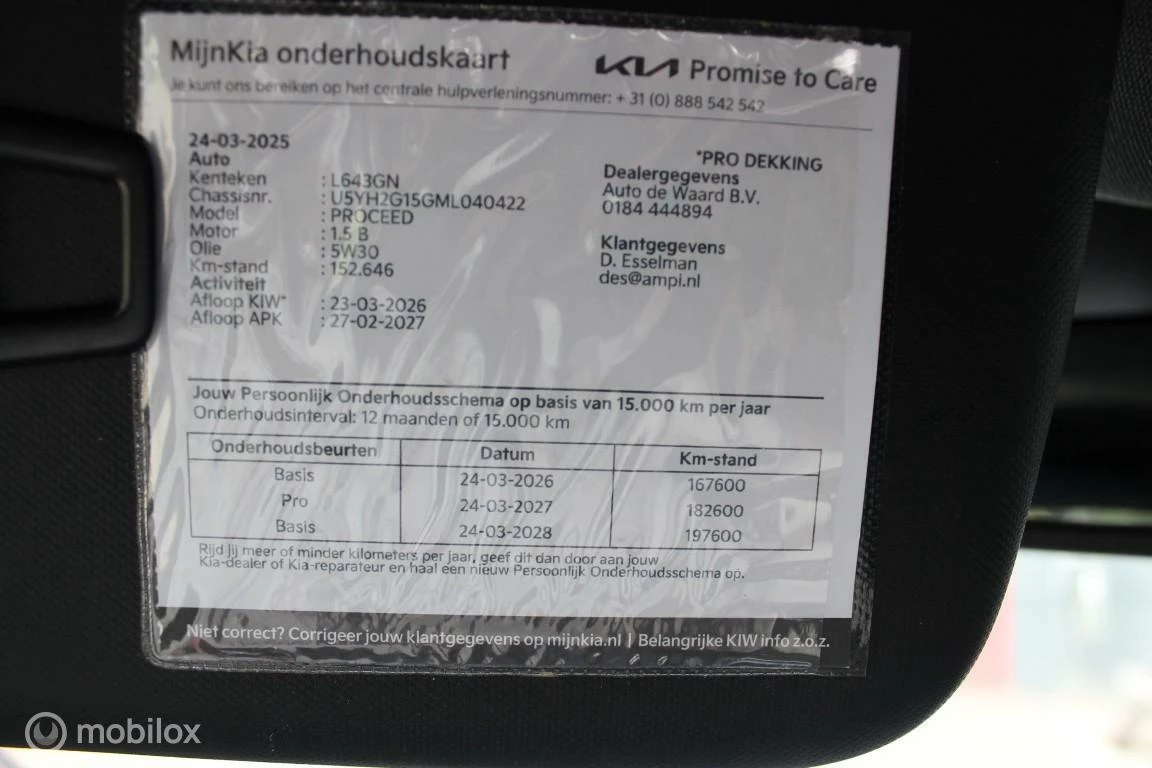 MijnKia onderhoudskaart
KIA Promise to Care
Je kunt ons bereiken op het centrale hulpverleningsnummer: + 31 (0) 888 542 542
24-03-2025
Auto
Kenteken : L643GN
Chassisnr. : U5YH2G15GML040422
Model : PROCEED
Motor : 1.5 B
Olie : 5W30
Km-stand : 152.646
Activiteit
Afloop KIW* : 23-03-2026
Afloop APK : 27-02-2027
*PRO DEKKING
Dealergegevens
Auto de Waard B.V.
0184 444894
Klantgegevens
D. Esselman
des@ampi.nl
Jouw Persoonlijk Onderhoudsschema op basis van 15.000 km per jaar
Onderhoudsinterval: 12 maanden of 15.000 km
Onderhoudsbeurten Datum Km-stand
Basis 24-03-2026 167600
Pro 24-03-2027 182600
Basis 24-03-2028 197600
Rijd jij meer of minder kilometers per jaar, geef dit dan door aan jouw
Kia-dealer of Kia-reparateur en haal een nieuw Persoonlijk Onderhoudsschema op.
Niet correct? Corrigeer jouw klantgegevens op mijnkia.nl | Belangrijke KIW info z.o.z.
mobilox